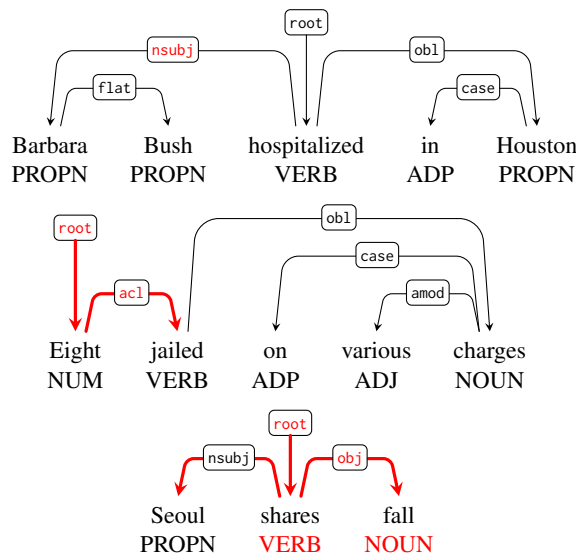 root
nsubj obl
flat case
Barbara Bush hospitalized in Houston
PROPN PROPN VERB ADP PROPN
obl
root
case
acl amod
Eight jailed on various charges
NUM VERB ADP ADJ NOUN
root
nsubj obj
Seoul shares fall
PROPN VERB NOUN